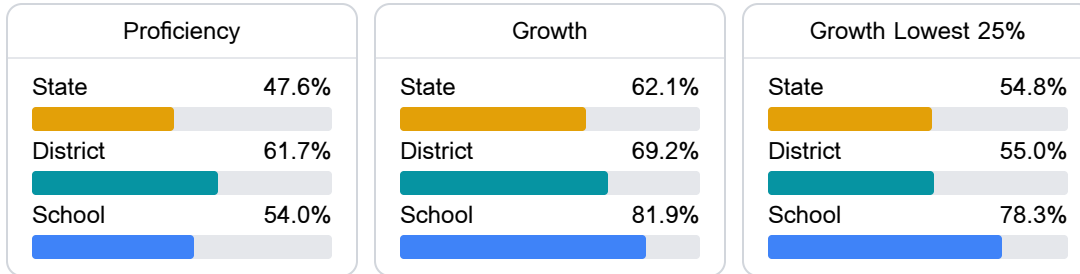 Proficiency
State 47.6%
District 61.7%
School 54.0%
Growth
State 62.1%
District 69.2%
School 81.9%
Growth Lowest 25%
State 54.8%
District 55.0%
School 78.3%